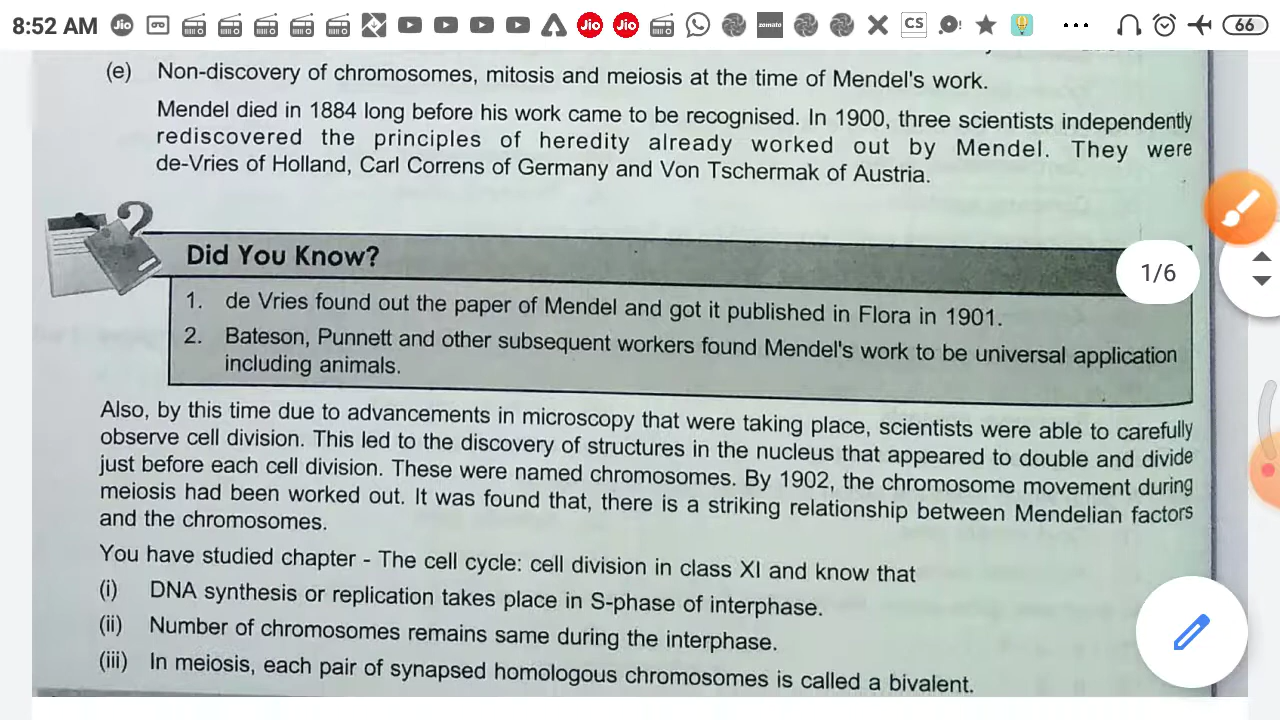 8:52 AM
Jio
Jio
Jio
zomato
CS
66
(e) Non-discovery of chromosomes, mitosis and meiosis at the time of Mendel's work.
Mendel died in 1884 long before his work came to be recognised. In 1900, three scientists independently
rediscovered the principles of heredity already worked out by Mendel. They were
de-Vries of Holland, Carl Correns of Germany and Von Tschermak of Austria.
Did You Know?
1/6
1. de Vries found out the paper of Mendel and got it published in Flora in 1901.
2. Bateson, Punnett and other subsequent workers found Mendel's work to be universal application
including animals.
Also, by this time due to advancements in microscopy that were taking place, scientists were able to carefully
observe cell division. This led to the discovery of structures in the nucleus that appeared to double and divide
just before each cell division. These were named chromosomes. By 1902, the chromosome movement during
meiosis had been worked out. It was found that, there is a striking relationship between Mendelian factors
and the chromosomes.
You have studied chapter - The cell cycle: cell division in class XI and know that
(i) DNA synthesis or replication takes place in S-phase of interphase.
(ii) Number of chromosomes remains same during the interphase.
(iii) In meiosis, each pair of synapsed homologous chromosomes is called a bivalent.